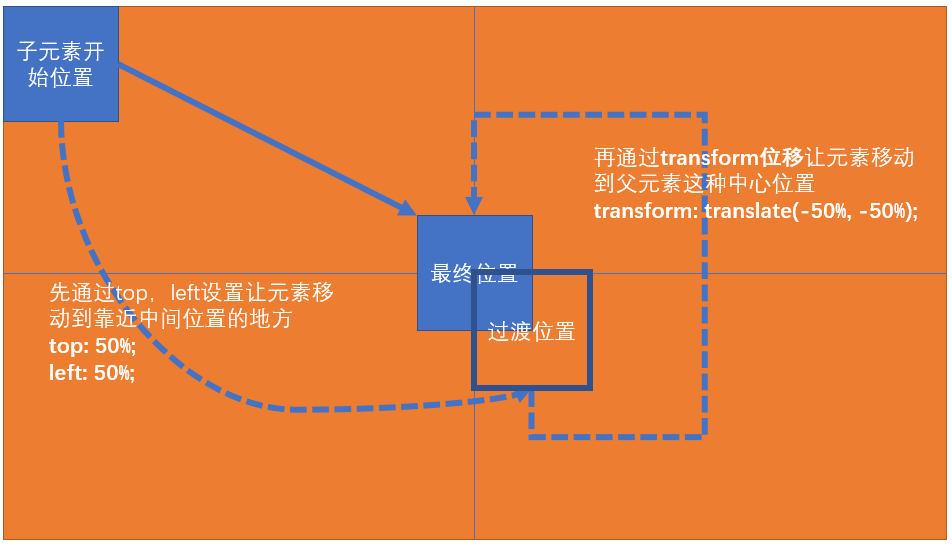 子元素开
始位置
再通过transform位移让元素移动
到父元素这种中心位置
transform: translate(-50%, -50%);
最终位置
先通过top，left设置让元素移
动到靠近中间位置的地方
top: 50%;
left: 50%;
过渡位置